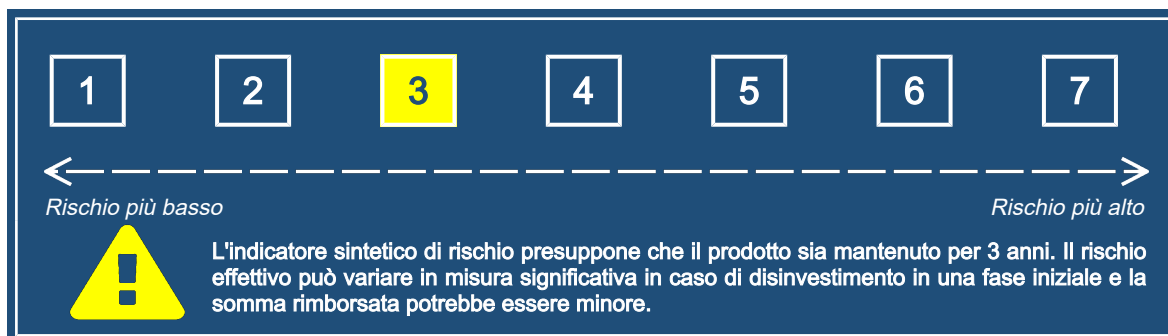 1 2 3 4 5 6 7
Rischio più basso Rischio più alto
L'indicatore sintetico di rischio presuppone che il prodotto sia mantenuto per 3 anni. Il rischio
effettivo può variare in misura significativa in caso di disinvestimento in una fase iniziale e la
somma rimborsata potrebbe essere minore.